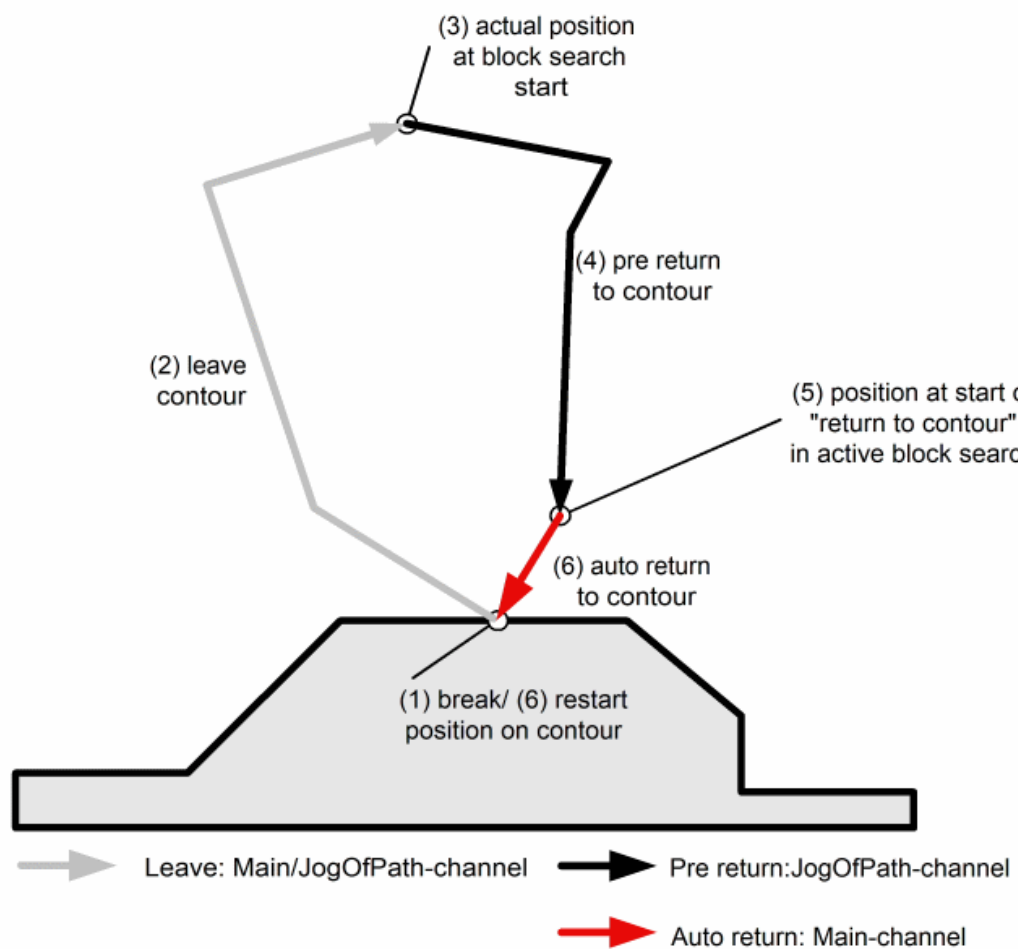 (3) actual position
at block search
start
(4) pre return
to contour
(2) leave
contour
(5) position at start
"return to contour"
in active block
(6) auto return
to contour
(1) break/ (6) restart
position on contour
Leave: Main/JogOfPath-channel
Pre return:JogOfPath-channel
Auto return: Main-channel